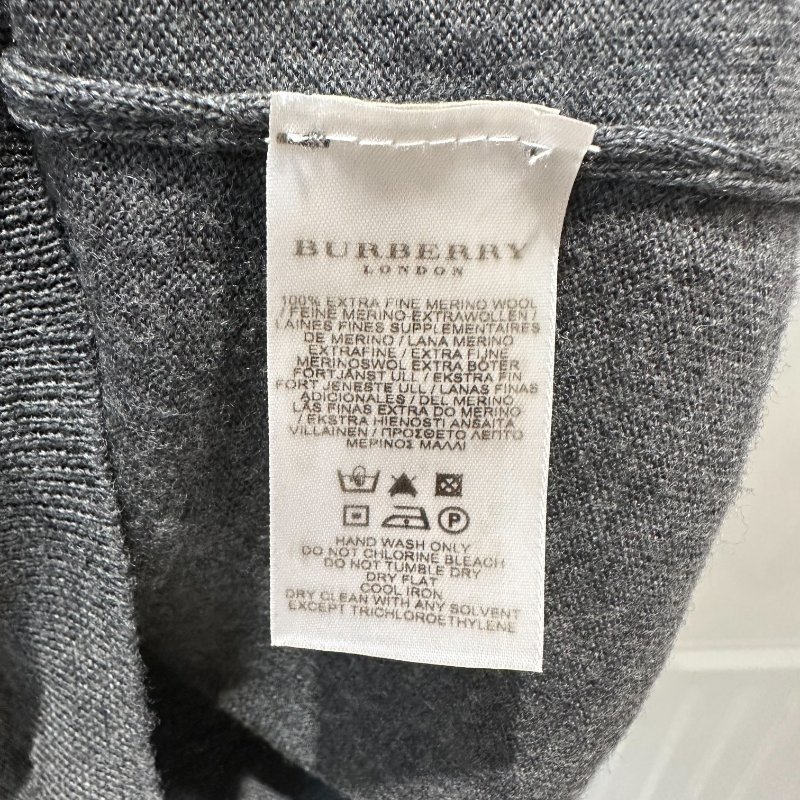 BURBERRY
LONDON
100% EXTRA FINE MERINO WOOL
/ FEINE MERINO-EXTRAWOLLEN /
LAINES FINES SUPPLEMENTAIRES
DE MERINO / LANA MERINO
EXTRAFINE / EXTRA FIJNE
MERINOSWOL EXTRA BÖTER
FORTJANST ULL / EKSTRA FIN
FORT JENESTE ULL / LANAS FINAS
ADICIONALES / DEL MERINO
LAS FINAS EXTRA DO MERINO
/ EKSTRA HIENOSTI ANSAITA
VILLAINEN / ΠΡΟΣΘΕΤΟ ΛΕΠΤΟ
ΜΕΡΙΝΟΣ ΜΑΛΛΙ
P
HAND WASH ONLY
DO NOT CHLORINE BLEACH
DO NOT TUMBLE DRY
DRY FLAT
COOL IRON
DRY CLEAN WITH ANY SOLVENT
EXCEPT TRICHLOROETHYLENE